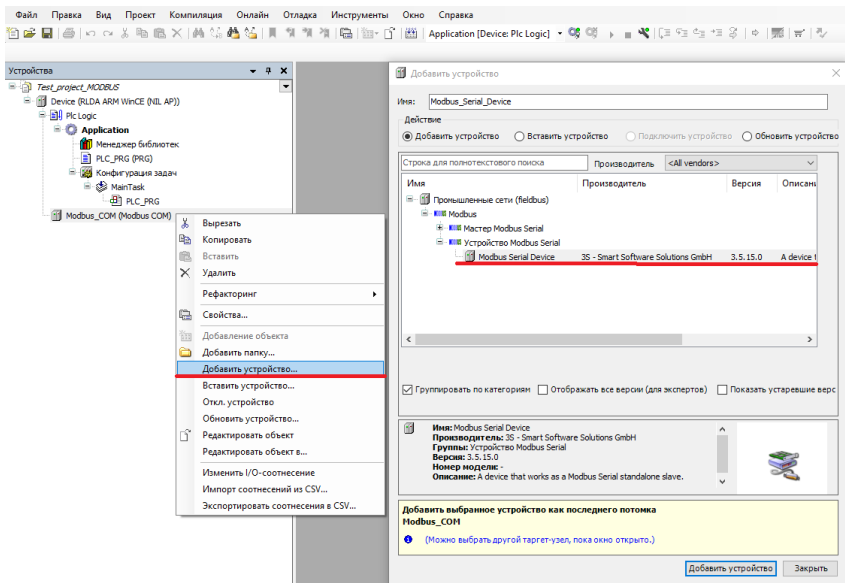 Файл Правка Вид Проект Компиляция Онлайн Отладка Инструменты Окно Справка
Application [Device: Plc Logic]
Устройства
Test_project_MODBUS
Device (RLDA ARM WinCE (NIL AP))
Plc Logic
Application
Менеджер библиотек
PLC_PRG (PRG)
Конфигурация задач
MainTask
PLC_PRG
Modbus_COM (Modbus COM)
Вырезать
Копировать
Вставить
Удалить
Рефакторинг
Свойства...
Добавление объекта
Добавить папку...
Добавить устройство...
Вставить устройство...
Откл. устройство
Обновить устройство...
Редактировать объект
Редактировать объект в...
Изменить I/O-соотнесение
Импорт соотнесений из CSV...
Экспортировать соотнесения в CSV...
Добавить устройство
Имя: Modbus_Serial_Device
Действие
Добавить устройство Вставить устройство Подключить устройство Обновить устройство
Строка для полнотекстового поиска Производитель <All vendors>
Имя Производитель Версия Описани
Промышленные сети (fieldbus)
Modbus
Мастер Modbus Serial
Устройство Modbus Serial
Modbus Serial Device 3S - Smart Software Solutions GmbH 3.5.15.0 A device t
Группировать по категориям Отображать все версии (для экспертов) Показать устаревшие верс
Имя: Modbus Serial Device
Производитель: 3S - Smart Software Solutions GmbH
Группы: Устройство Modbus Serial
Версия: 3.5.15.0
Номер модели: -
Описание: A device that works as a Modbus Serial standalone slave.
Добавить выбранное устройство как последнего потомка
Modbus_COM
(Можно выбрать другой таргет-узел, пока окно открыто.)
Добавить устройство Закрыть